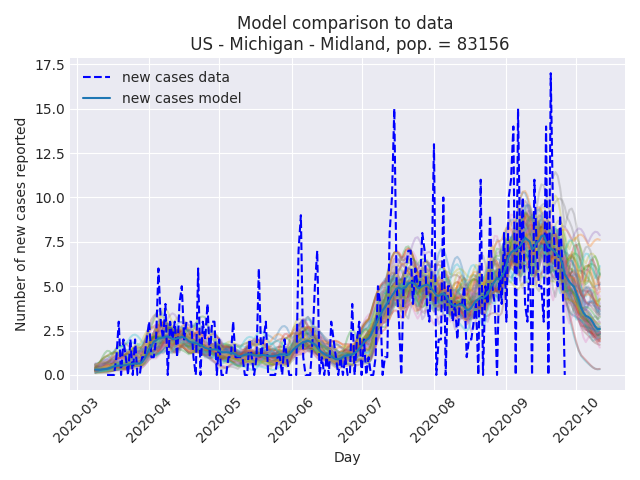 Model comparison to data
US - Michigan - Midland, pop. = 83156
17.5
15.0
12.5
10.0
7.5
5.0
2.5
0.0
Number of new cases reported
new cases data
new cases model
2020-03
2020-04
2020-05
2020-06
2020-07
2020-08
2020-09
2020-10
Day